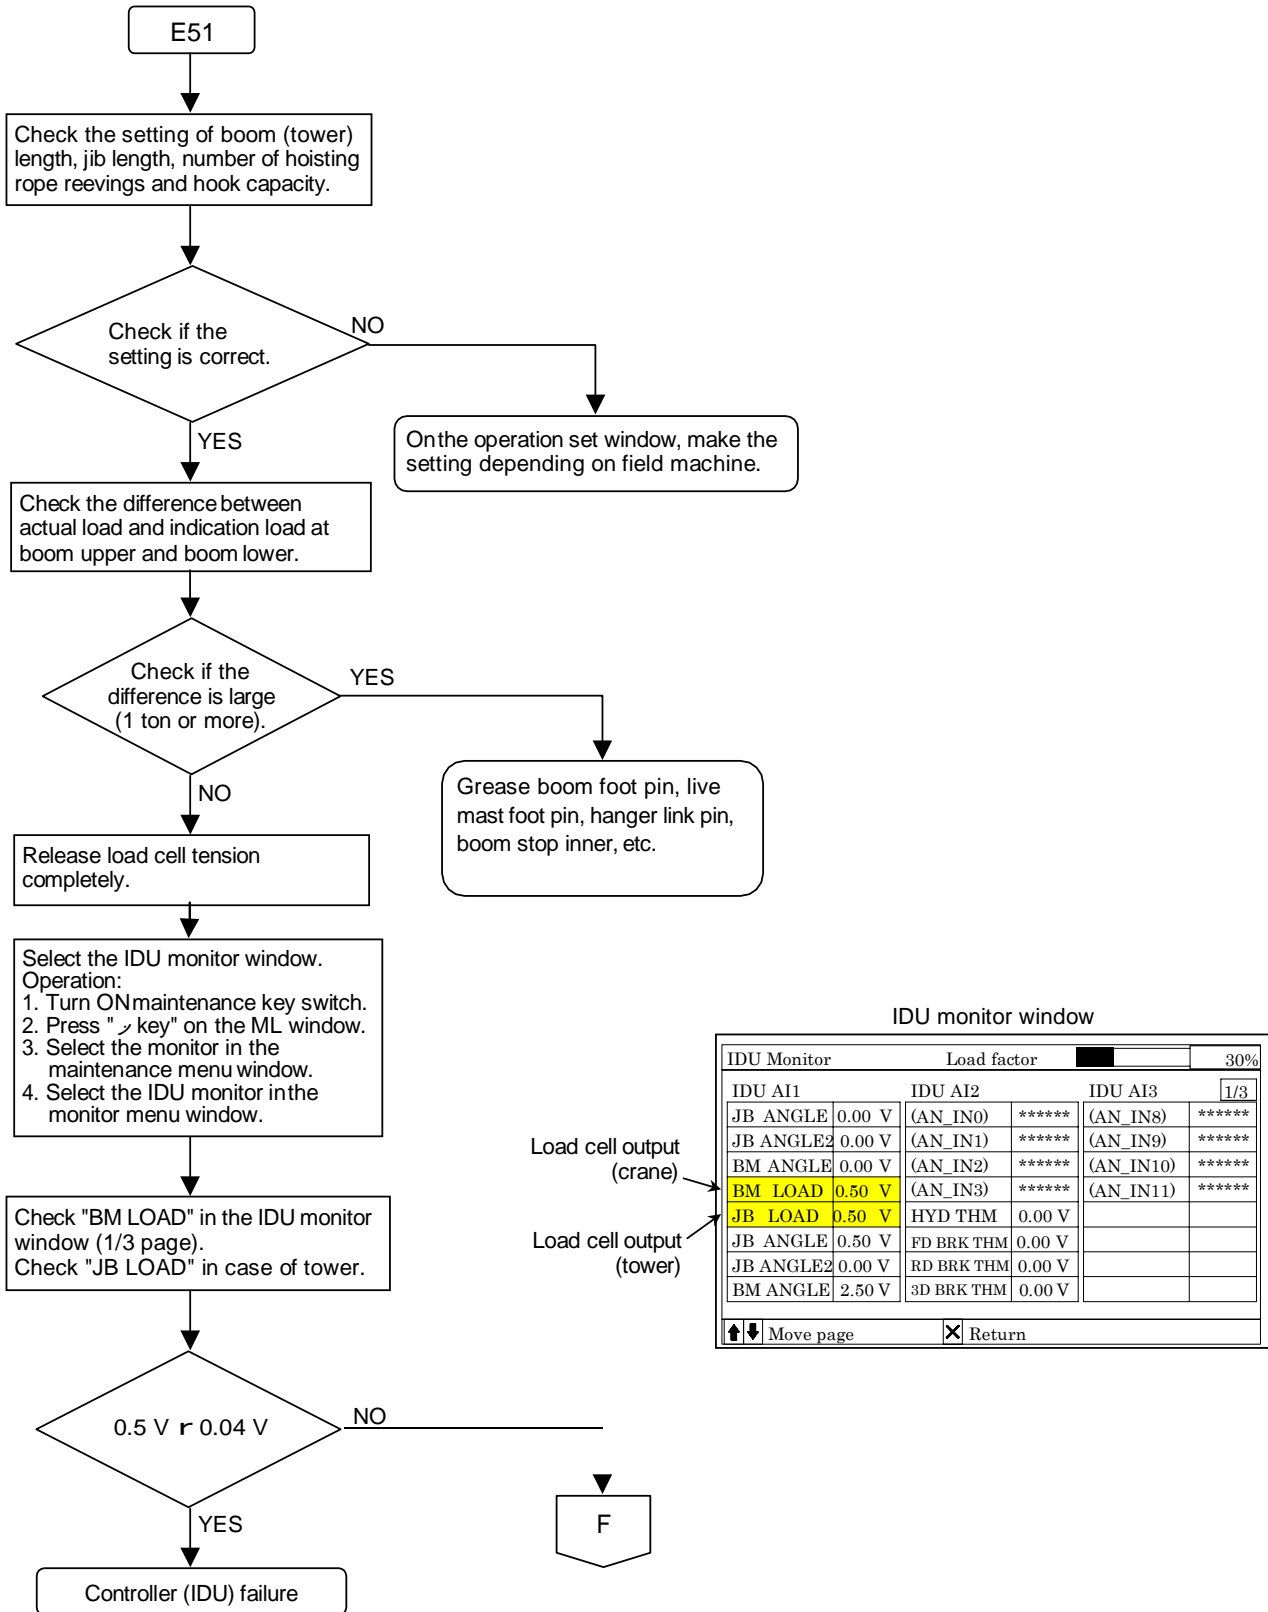 E51
Check the setting of boom (tower)
length, jib length, number of hoisting
rope reevings and hook capacity.
Check if the
setting is correct.
NO
On the operation set window, make the
setting depending on field machine.
YES
Check the difference between
actual load and indication load at
boom upper and boom lower.
Check if the
difference is large
(1 ton or more).
YES
Grease boom foot pin, live
mast foot pin, hanger link pin,
boom stop inner, etc.
NO
Release load cell tension
completely.
Select the IDU monitor window.
Operation:
1. Turn ON maintenance key switch.
2. Press " ッ key" on the ML window.
3. Select the monitor in the
maintenance menu window.
4. Select the IDU monitor in the
monitor menu window.
Check "BM LOAD" in the IDU monitor
window (1/3 page).
Check "JB LOAD" in case of tower.
0.5 V r 0.04 V
NO
F
YES
Controller (IDU) failure
IDU monitor window
IDU Monitor Load factor 30%
IDU AI1 IDU AI2 IDU AI3 1/3
JB ANGLE 0.00 V (AN_IN0) ****** (AN_IN8) ******
JB ANGLE2 0.00 V (AN_IN1) ****** (AN_IN9) ******
BM ANGLE 0.00 V (AN_IN2) ****** (AN_IN10) ******
BM LOAD 0.50 V (AN_IN3) ****** (AN_IN11) ******
JB LOAD 0.50 V HYD THM 0.00 V
JB ANGLE 0.50 V FD BRK THM 0.00 V
JB ANGLE2 0.00 V RD BRK THM 0.00 V
BM ANGLE 2.50 V 3D BRK THM 0.00 V
Move page Return
Load cell output
(crane)
Load cell output
(tower)